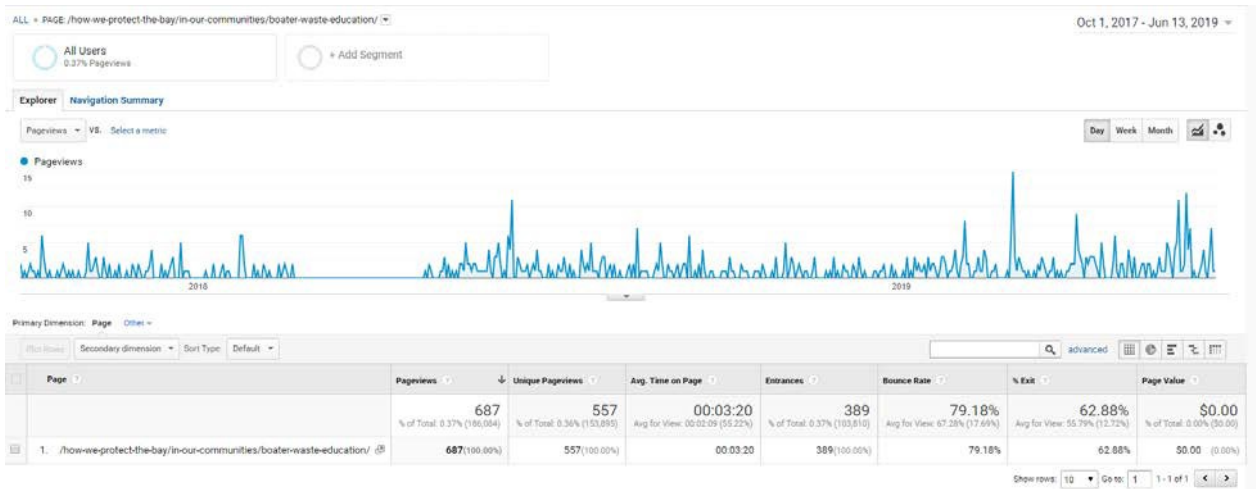 ALL » PAGE: /how-we-protect-the-bay/in-our-communities/boater-waste-education/
Oct 1, 2017 - Jun 13, 2019
All Users
0.37% Pageviews
+ Add Segment
Explorer Navigation Summary
Pageviews VS. Select a metric
Day Week Month
Pageviews
15
10
5
2018 2019
Primary Dimension: Page Other
Plot Rows Secondary dimension Sort Type: Default advanced
Page Pageviews Unique Pageviews Avg. Time on Page Entrances Bounce Rate % Exit Page Value
687 557 00:03:20 389 79.18% 62.88% $0.00
% of Total: 0.37% (186,084) % of Total: 0.36% (153,895) Avg for View: 00:02:09 (55.22%) % of Total: 0.37% (103,810) Avg for View: 67.28% (17.69%) Avg for View: 55.79% (12.72%) % of Total: 0.00% ($0.00)
1. /how-we-protect-the-bay/in-our-communities/boater-waste-education/ 687(100.00%) 557(100.00%) 00:03:20 389(100.00%) 79.18% 62.88% $0.00 (0.00%)
Show rows: 10 Go to: 1 1 - 1 of 1